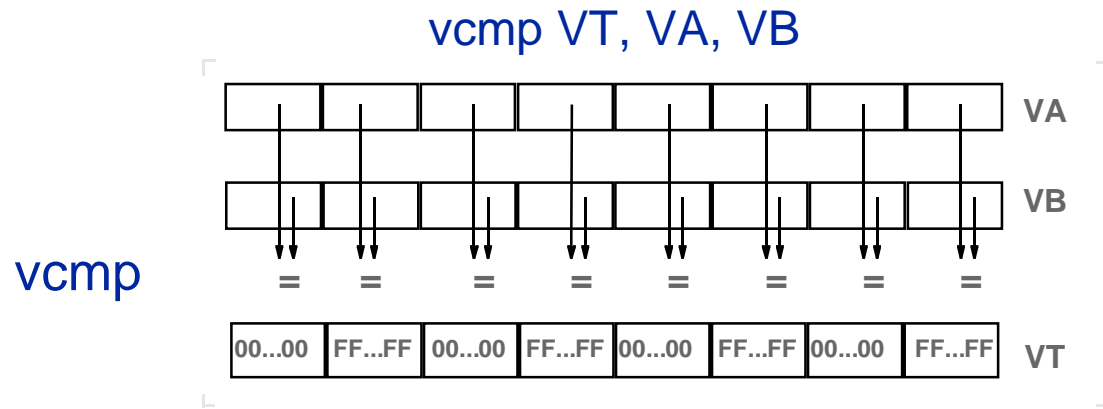 vcmp VT, VA, VB
VA
VB
vcmp = = = = = = = =
00...00 FF...FF 00...00 FF...FF 00...00 FF...FF 00...00 FF...FF VT